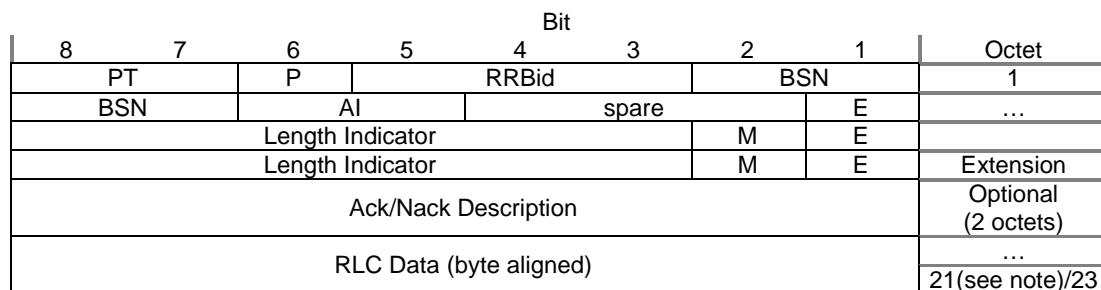 Bit
8 7 6 5 4 3 2 1 Octet
PT P RRBid BSN 1
BSN AI spare E …
Length Indicator M E
Length Indicator M E Extension
Ack/Nack Description Optional
(2 octets)
RLC Data (byte aligned) …
21(see note)/23